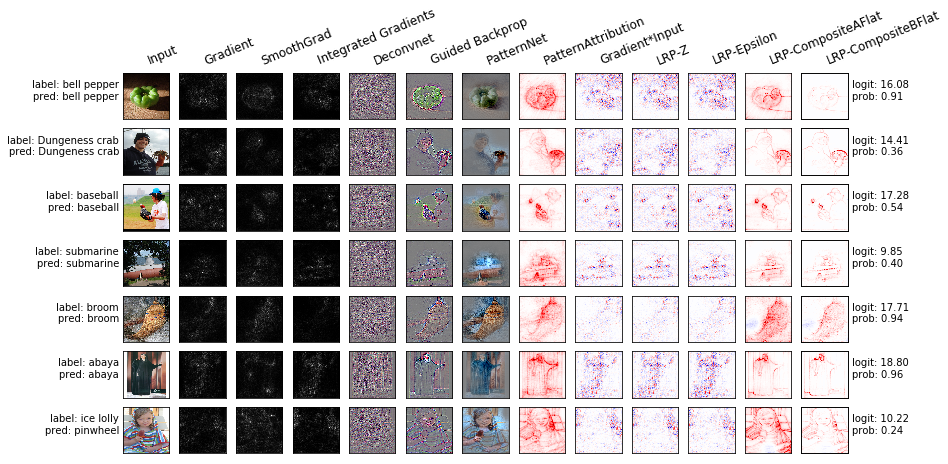 Input
Gradient
SmoothGrad
Integrated Gradients
Deconvnet
Guided Backprop
PatternNet
PatternAttribution
Gradient*Input
LRP-Z
LRP-Epsilon
LRP-CompositeAFlat
LRP-CompositeBFlat
label: bell pepper
pred: bell pepper
logit: 16.08
prob: 0.91
label: Dungeness crab
pred: Dungeness crab
logit: 14.41
prob: 0.36
label: baseball
pred: baseball
logit: 17.28
prob: 0.54
label: submarine
pred: submarine
logit: 9.85
prob: 0.40
label: broom
pred: broom
logit: 17.71
prob: 0.94
label: abaya
pred: abaya
logit: 18.80
prob: 0.96
label: ice lolly
pred: pinwheel
logit: 10.22
prob: 0.24